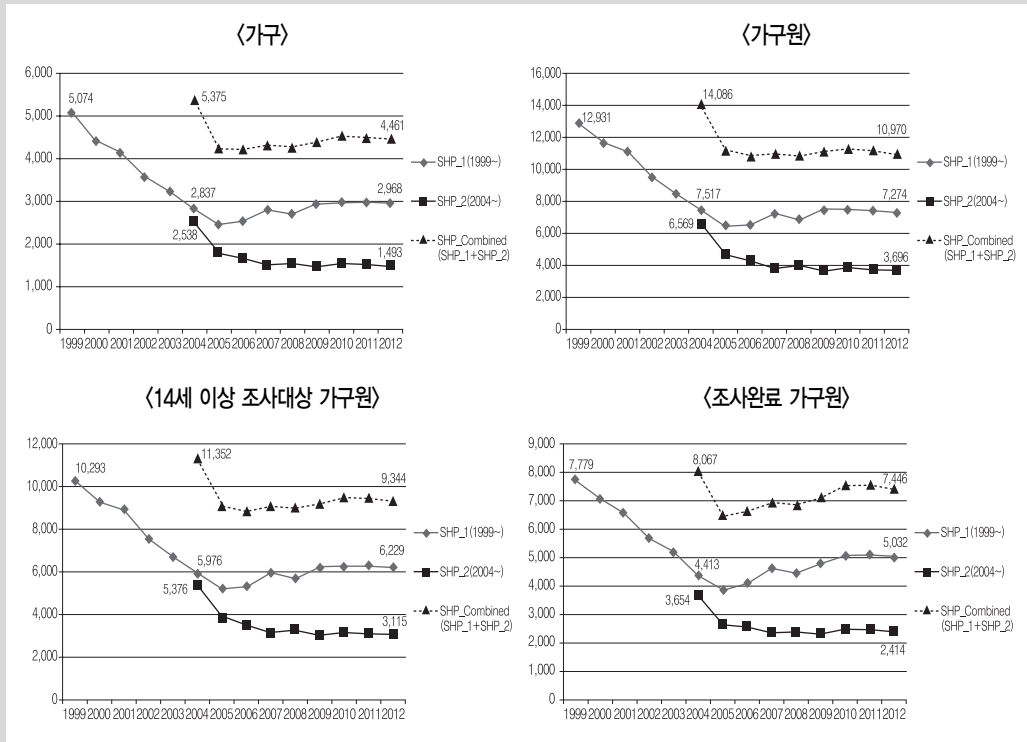 〈가구〉
6,000
5,000
4,000
3,000
2,000
1,000
0
5,074
5,375
4,461
2,837
2,968
2,538
1,493
1999 2000 2001 2002 2003 2004 2005 2006 2007 2008 2009 2010 2011 2012
SHP_1(1999~)
SHP_2(2004~)
SHP_Combined
(SHP_1+SHP_2)
〈가구원〉
16,000
14,000
12,000
10,000
8,000
6,000
4,000
2,000
0
12,931
14,086
10,970
7,517
7,274
6,569
3,696
1999 2000 2001 2002 2003 2004 2005 2006 2007 2008 2009 2010 2011 2012
SHP_1(1999~)
SHP_2(2004~)
SHP_Combined
(SHP_1+SHP_2)
〈14세 이상 조사대상 가구원〉
12,000
10,000
8,000
6,000
4,000
2,000
0
10,293
11,352
9,344
5,976
6,229
5,376
3,115
1999 2000 2001 2002 2003 2004 2005 2006 2007 2008 2009 2010 2011 2012
SHP_1(1999~)
SHP_2(2004~)
SHP_Combined
(SHP_1+SHP_2)
〈조사완료 가구원〉
9,000
8,000
7,000
6,000
5,000
4,000
3,000
2,000
1,000
0
7,779
8,067
7,446
4,413
5,032
3,654
2,414
1999 2000 2001 2002 2003 2004 2005 2006 2007 2008 2009 2010 2011 2012
SHP_1(1999~)
SHP_2(2004~)
SHP_Combined
(SHP_1+SHP_2)